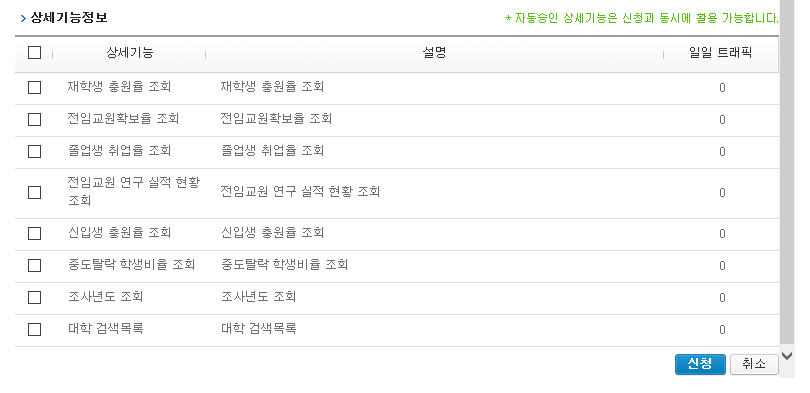 상세기능정보
* 자동승인 상세기능은 신청과 동시에 활용 가능합니다.
상세기능 설명 일일 트래픽
재학생 충원율 조회 재학생 충원율 조회 0
전임교원확보율 조회 전임교원확보율 조회 0
졸업생 취업율 조회 졸업생 취업율 조회 0
전임교원 연구 실적 현황
조회
전임교원 연구 실적 현황 조회 0
신입생 충원율 조회 신입생 충원율 조회 0
중도탈락 학생비율 조회 중도탈락 학생비율 조회 0
조사년도 조회 조사년도 조회 0
대학 검색목록 대학 검색목록 0
신청 취소